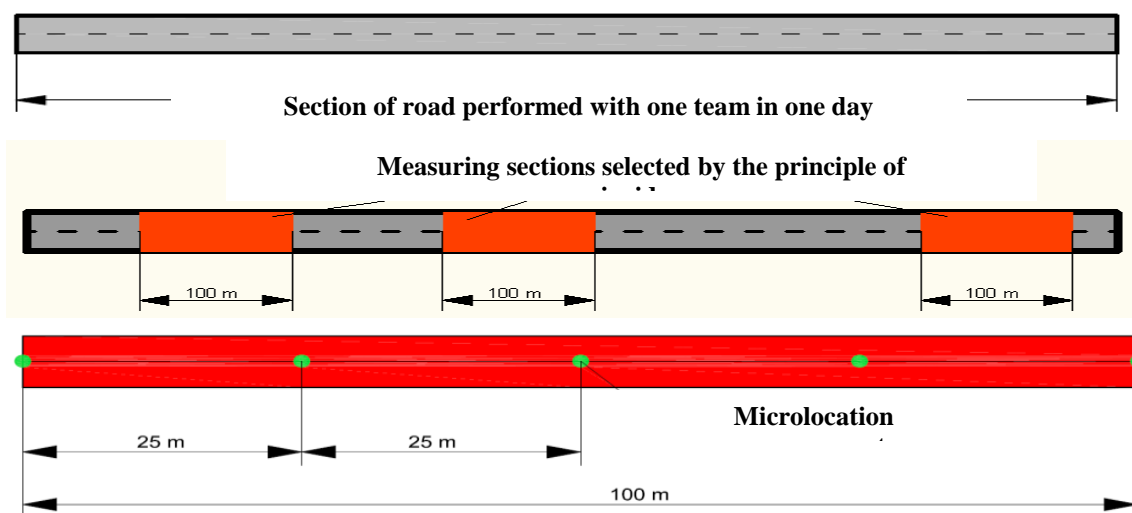 Section of road performed with one team in one day
Measuring sections selected by the principle of
100 m
100 m
100 m
Microlocation
25 m
25 m
100 m